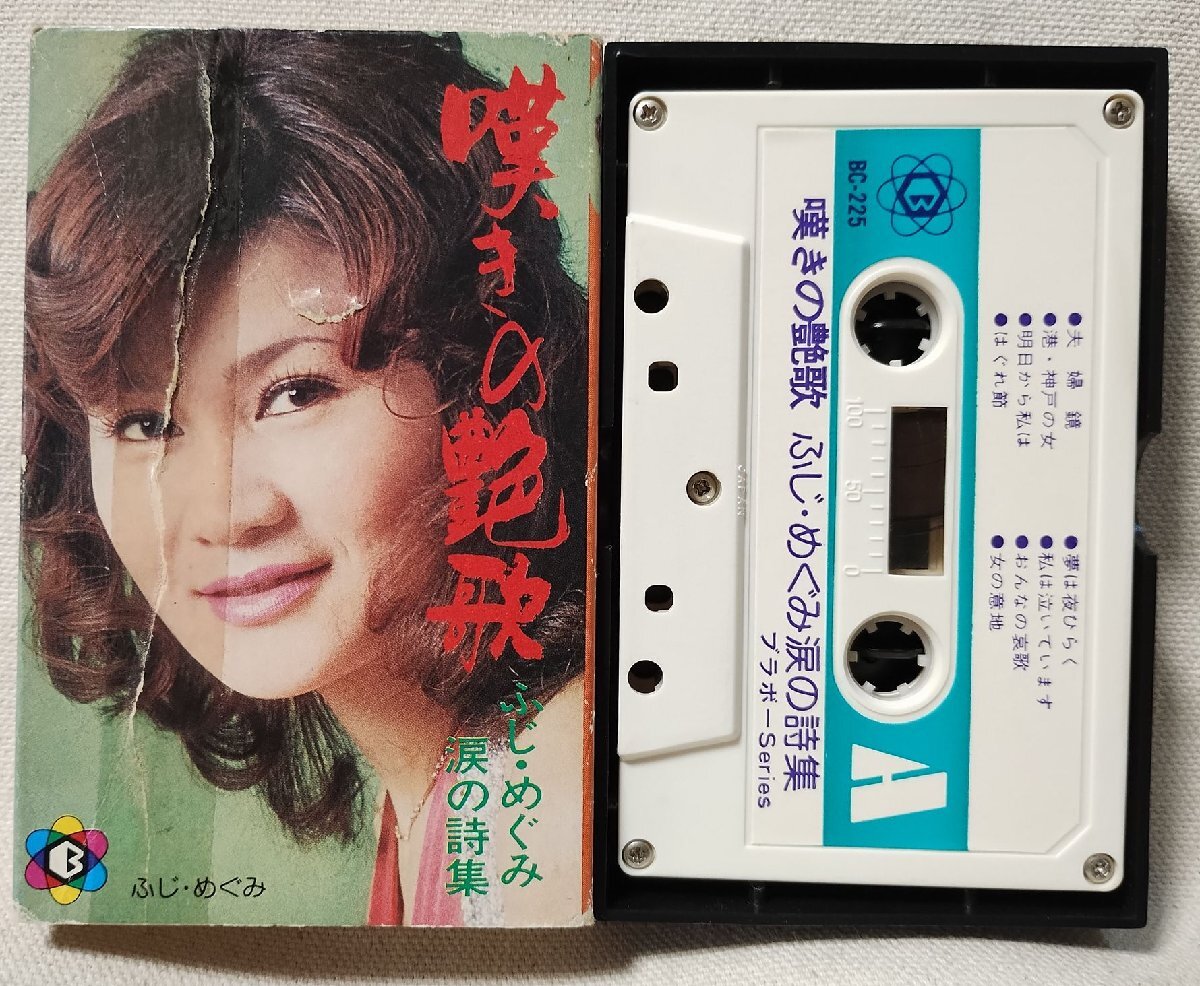 嘆きの艶歌
ふじ・めぐみ
涙の詩集
B
ふじ・めぐみ
B
BC-225
嘆きの艶歌 ふじ・めぐみ涙の詩集
ブラボーSeries
●夫婦鏡
●港・神戸の女
●明日から私は
●はぐれ節
●夢は夜ひらく
●私は泣いています
●おんなの哀歌
●女の意地
100 50 0
A